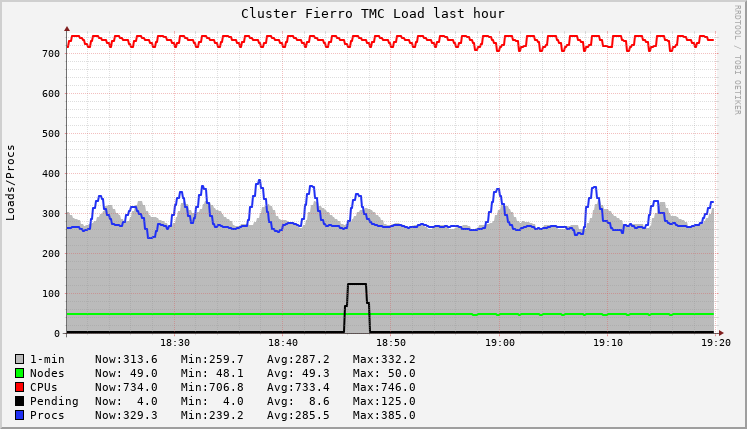 Cluster Fierro TMC Load last hour
RRDTOOL / TOBI OETIKER
Loads/Procs
700
600
500
400
300
200
100
0
18:30 18:40 18:50 19:00 19:10 19:20
1-min Now:313.6 Min:259.7 Avg:287.2 Max:332.2
Nodes Now: 49.0 Min: 48.1 Avg: 49.3 Max: 50.0
CPUs Now:734.0 Min:706.8 Avg:733.4 Max:746.0
Pending Now: 4.0 Min: 4.0 Avg: 8.6 Max:125.0
Procs Now:329.3 Min:239.2 Avg:285.5 Max:385.0